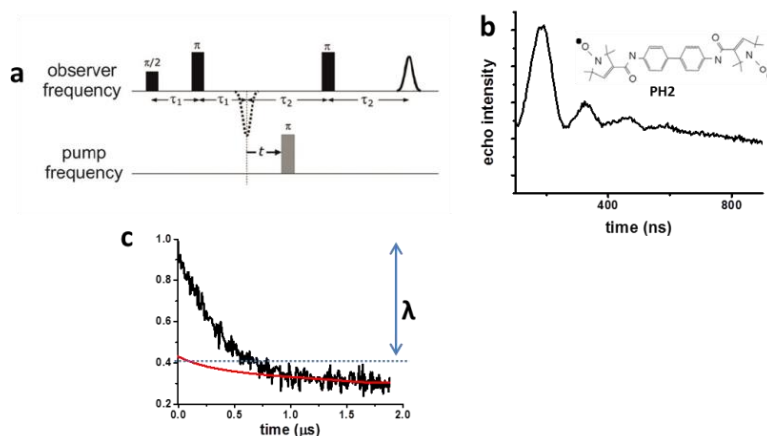 a
observer
frequency
π/2
π
π
τ₁
τ₁
τ₂
τ₂
pump
frequency
t
π
b
echo intensity
O
N
O
N
N
O
N
O
PH2
400
800
time (ns)
c
1.0
0.8
0.6
0.4
0.2
λ
0.0
0.5
1.0
1.5
2.0
time (μs)